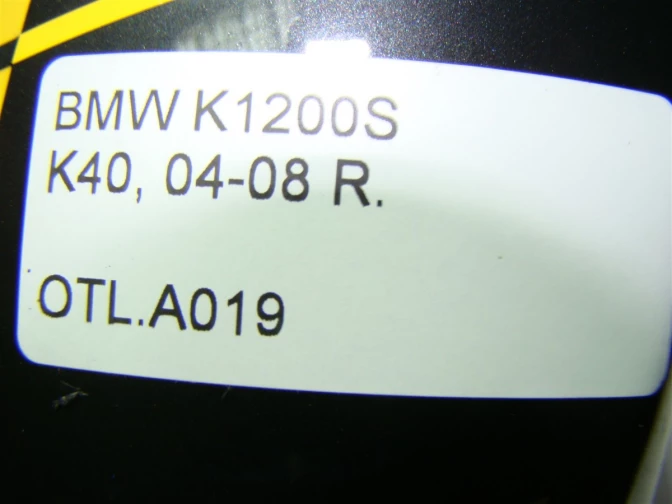 BMW K1200S
K40, 04-08 R.
OTL.A019